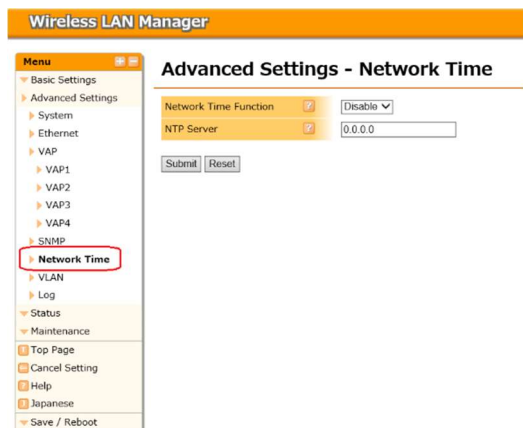 Wireless LAN Manager
Menu
Basic Settings
Advanced Settings
System
Ethernet
VAP
VAP1
VAP2
VAP3
VAP4
SNMP
Network Time
VLAN
Log
Status
Maintenance
Top Page
Cancel Setting
Help
Japanese
Save / Reboot
Advanced Settings - Network Time
Network Time Function ? Disable
NTP Server ? 0.0.0.0
Submit Reset